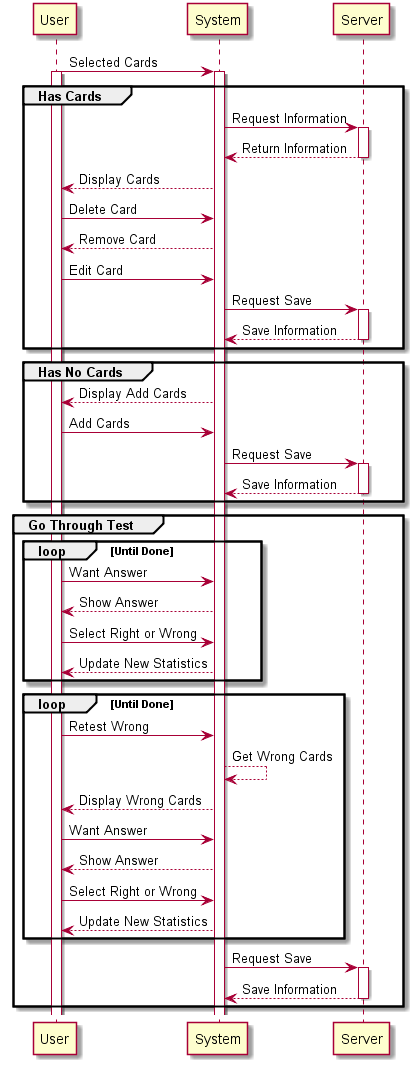 User System Server
Selected Cards
Has Cards
Request Information
Return Information
Display Cards
Delete Card
Remove Card
Edit Card
Request Save
Save Information
Has No Cards
Display Add Cards
Add Cards
Request Save
Save Information
Go Through Test
loop [Until Done]
Want Answer
Show Answer
Select Right or Wrong
Update New Statistics
loop [Until Done]
Retest Wrong
Get Wrong Cards
Display Wrong Cards
Want Answer
Show Answer
Select Right or Wrong
Update New Statistics
Request Save
Save Information
User System Server